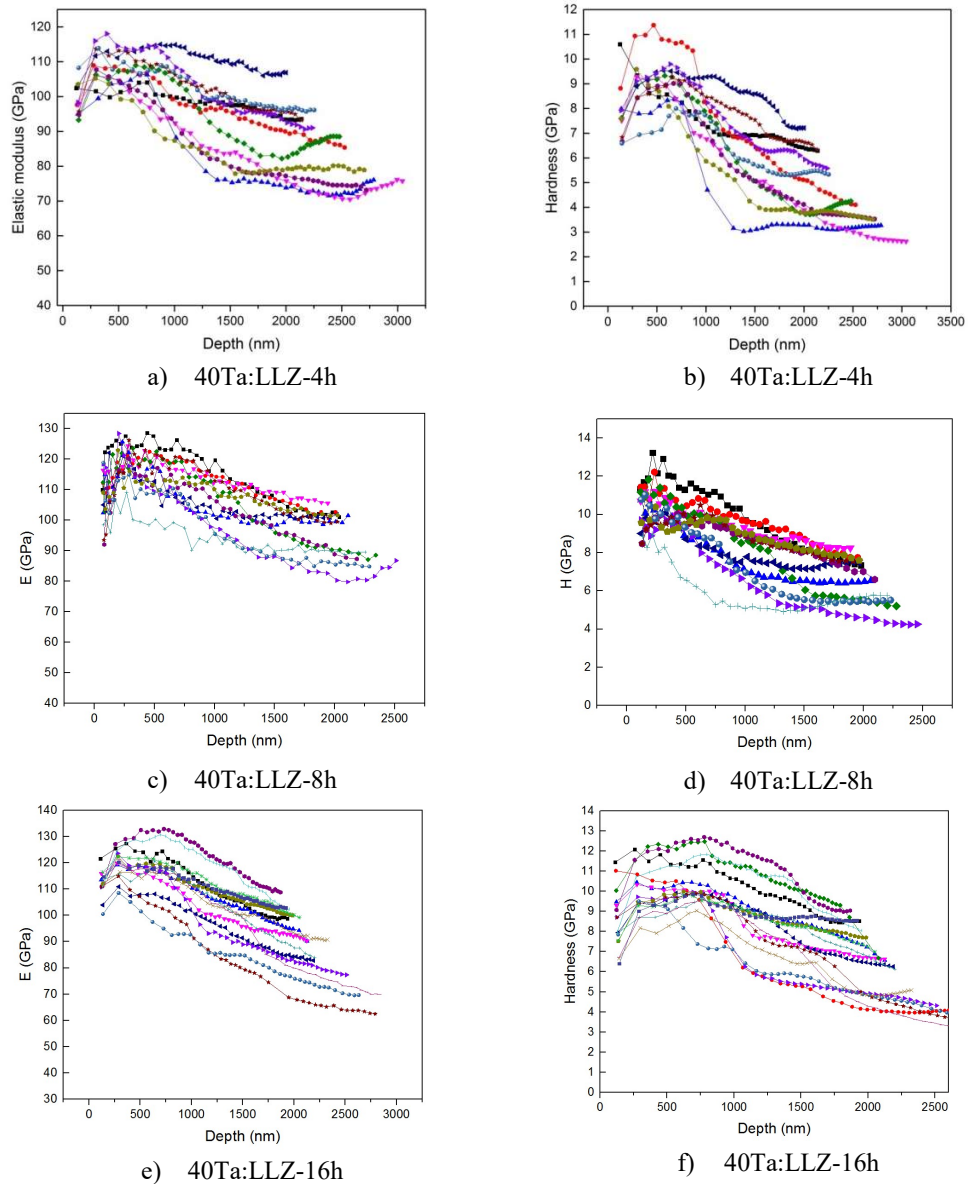 120
110
100
90
80
70
60
50
40
Elastic modulus (GPa)
0 500 1000 1500 2000 2500 3000
Depth (nm)
a) 40Ta:LLZ-4h
12
11
10
9
8
7
6
5
4
3
2
1
0
Hardness (GPa)
0 500 1000 1500 2000 2500 3000 3500
Depth (nm)
b) 40Ta:LLZ-4h
130
120
110
100
90
80
70
60
50
40
E (GPa)
0 500 1000 1500 2000 2500
Depth (nm)
c) 40Ta:LLZ-8h
14
12
10
8
6
4
2
0
H (GPa)
0 500 1000 1500 2000 2500
Depth (nm)
d) 40Ta:LLZ-8h
140
130
120
110
100
90
80
70
60
50
40
30
E (GPa)
0 500 1000 1500 2000 2500 3000
Depth (nm)
e) 40Ta:LLZ-16h
14
13
12
11
10
9
8
7
6
5
4
3
2
1
0
Hardness (GPa)
0 500 1000 1500 2000 2500
Depth (nm)
f) 40Ta:LLZ-16h